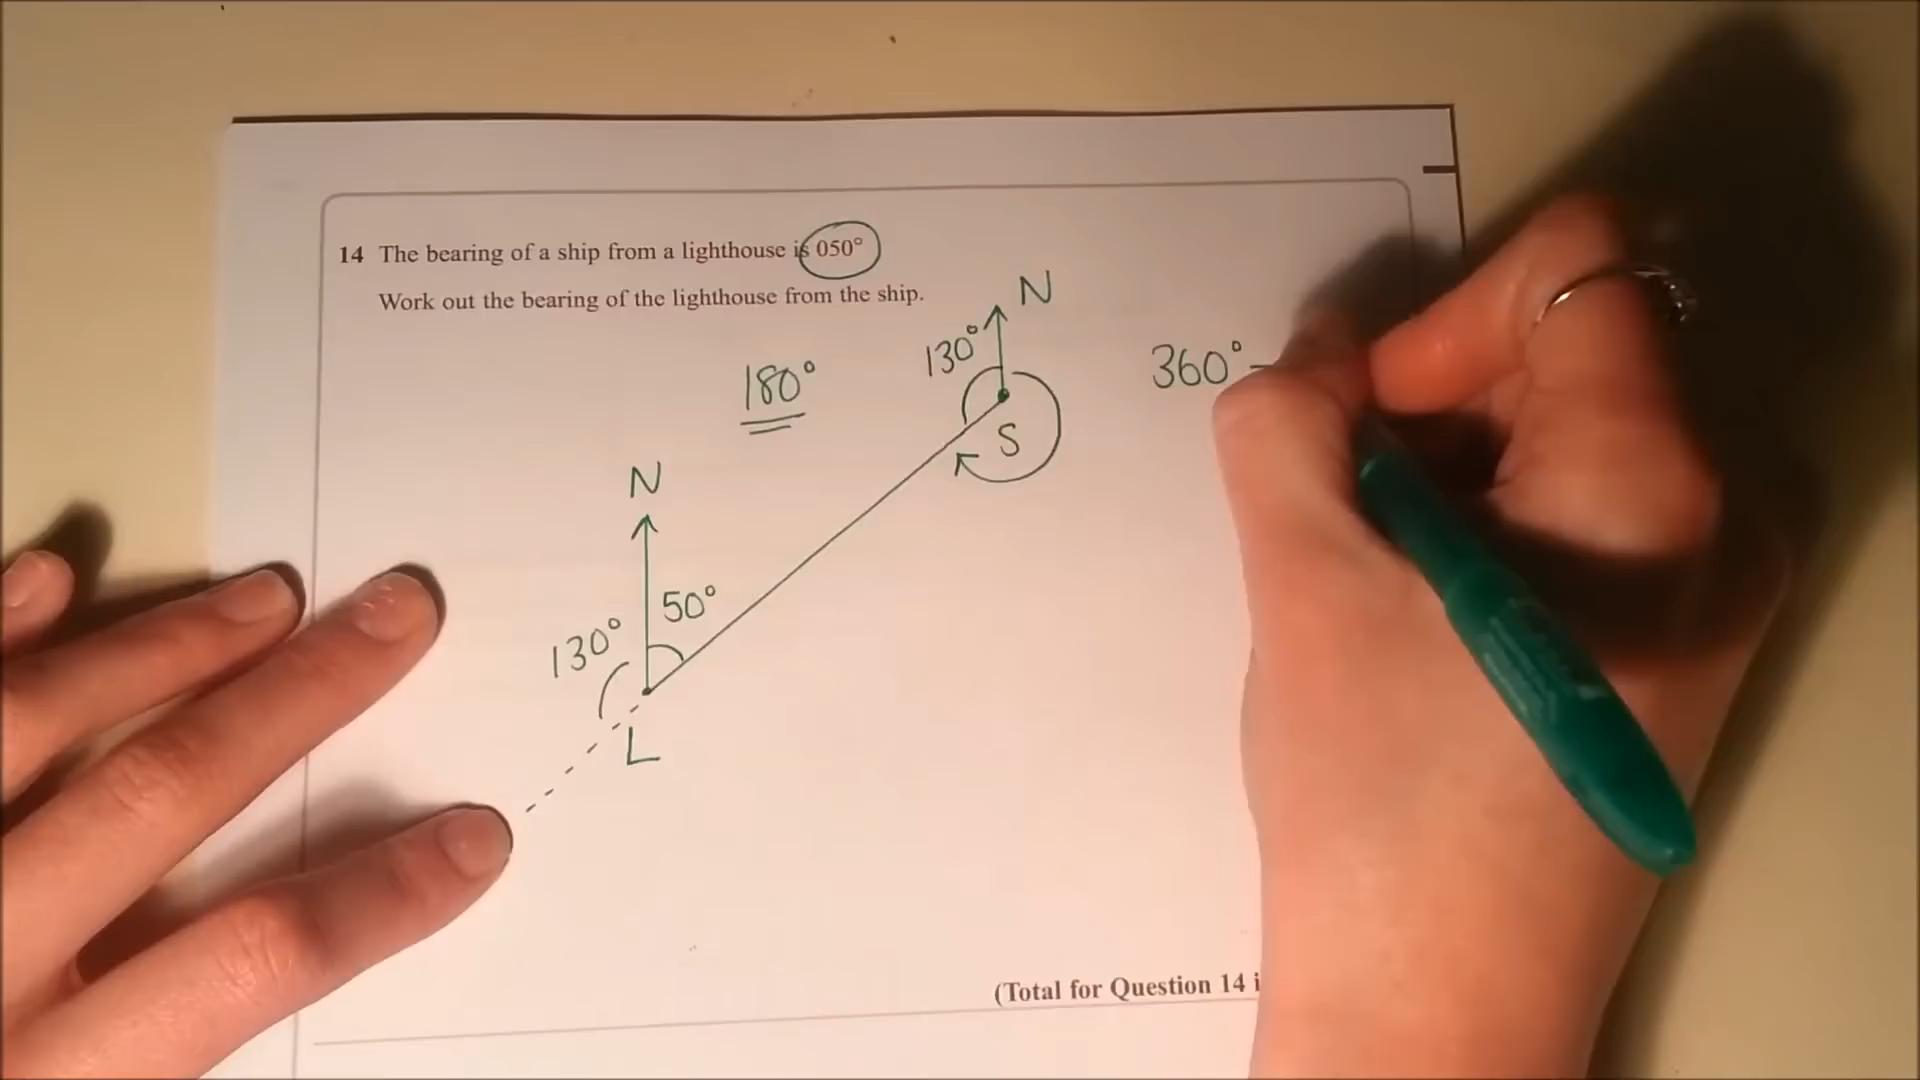 14 The bearing of a ship from a lighthouse is 050°
Work out the bearing of the lighthouse from the ship.
N
130°
180°
360° –
S
N
50°
130°
L
(Total for Question 14 i